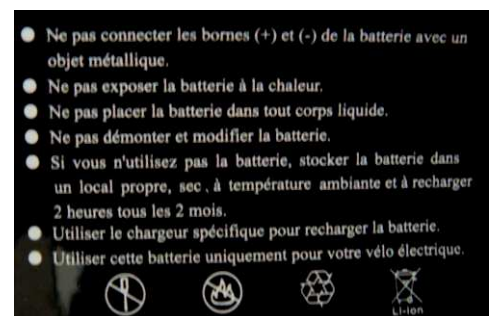 ● Ne pas connecter les bornes (+) et (-) de la batterie avec un
objet métallique.
● Ne pas exposer la batterie à la chaleur.
● Ne pas placer la batterie dans tout corps liquide.
● Ne pas démonter et modifier la batterie.
● Si vous n'utilisez pas la batterie, stocker la batterie dans
un local propre, sec, à température ambiante et à recharger
2 heures tous les 2 mois.
● Utiliser le chargeur spécifique pour recharger la batterie.
● Utiliser cette batterie uniquement pour votre vélo électrique.
Li-ion